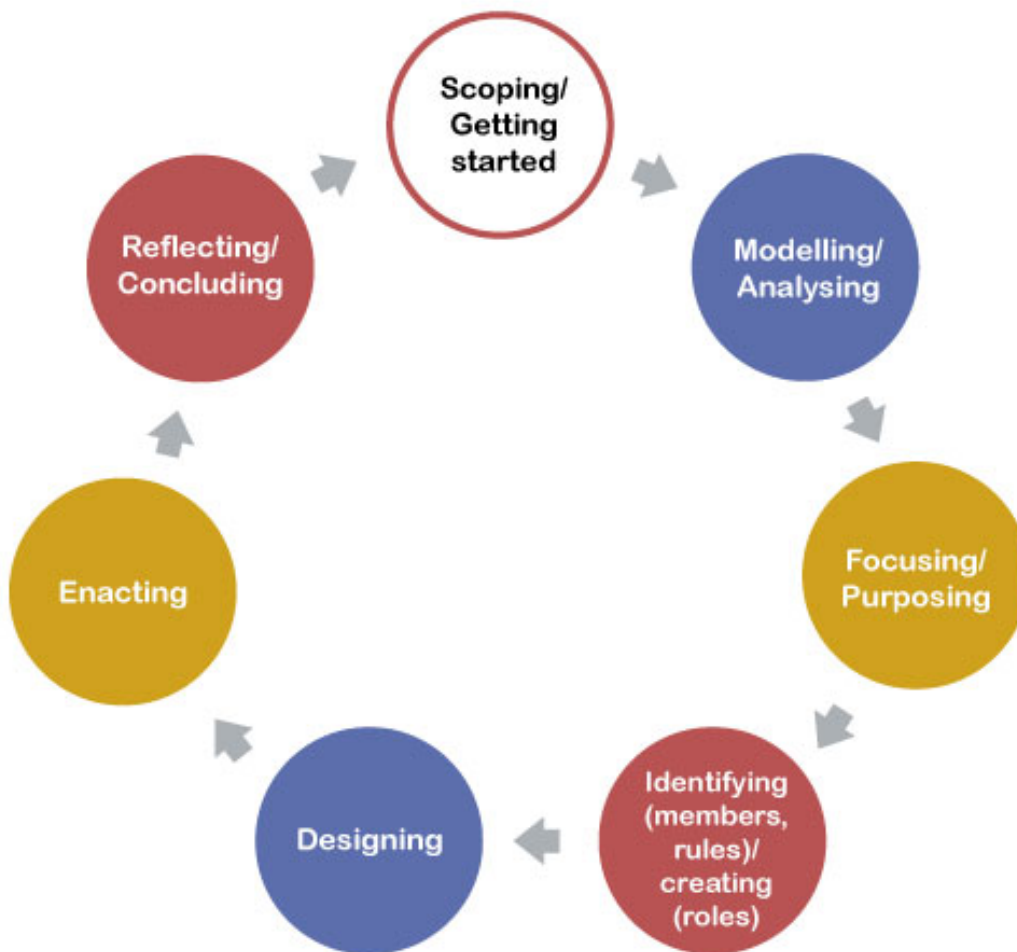 Scoping/
Getting
started
Modelling/
Analysing
Focusing/
Purposing
Identifying
(members,
rules)/
creating
(roles)
Designing
Enacting
Reflecting/
Concluding